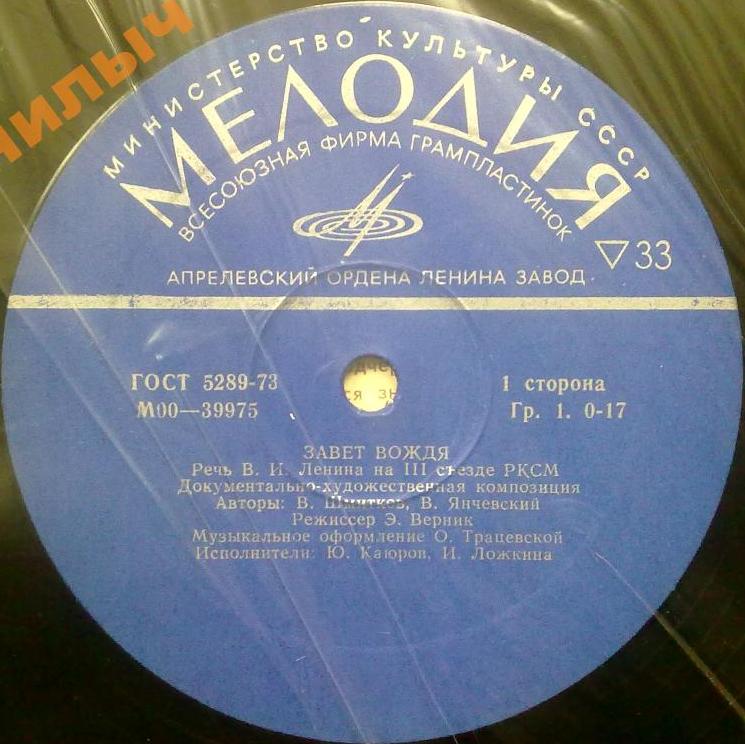 МИНИСТЕРСТВО КУЛЬТУРЫ СССР
МЕЛОДИЯ
ВСЕСОЮЗНАЯ ФИРМА ГРАМПЛАСТИНОК
33
АПРЕЛЕВСКИЙ ОРДЕНА ЛЕНИНА ЗАВОД
ГОСТ 5289-73
М00—39975
1 сторона
Гр. 1. 0-17
ЗАВЕТ ВОЖДЯ
Речь В. И. Ленина на III съезде РКСМ
Документально-художественная композиция
Авторы: В. Шмитков, В. Янчевский
Режиссер Э. Верник
Музыкальное оформление О. Трацевской
Исполнители: Ю. Каюров, И. Ложкина